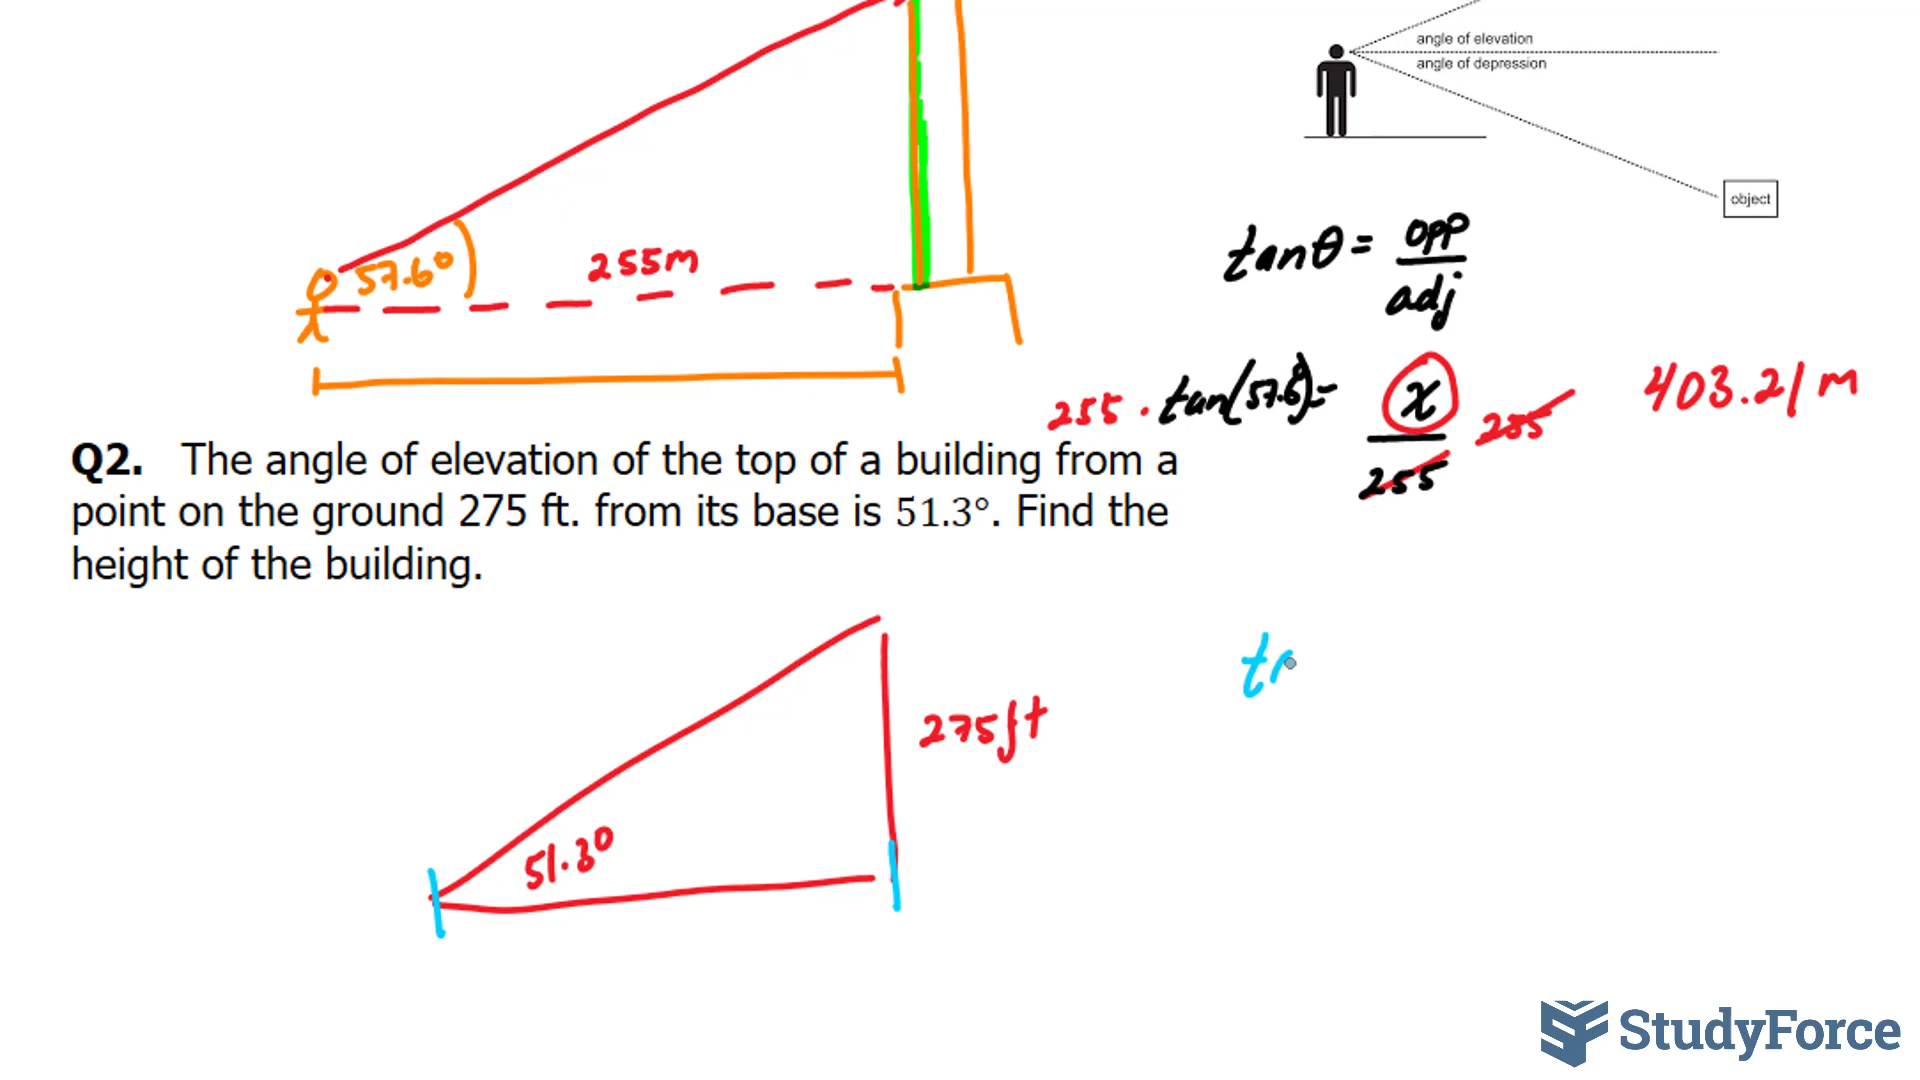 angle of elevation
angle of depression
object
57.6°
255m
tanθ = opp/adj
255 · tan(57.6°) = x/255 255
403.21 m
Q2. The angle of elevation of the top of a building from a
point on the ground 275 ft. from its base is 51.3°. Find the
height of the building.
275ft
51.3°
StudyForce